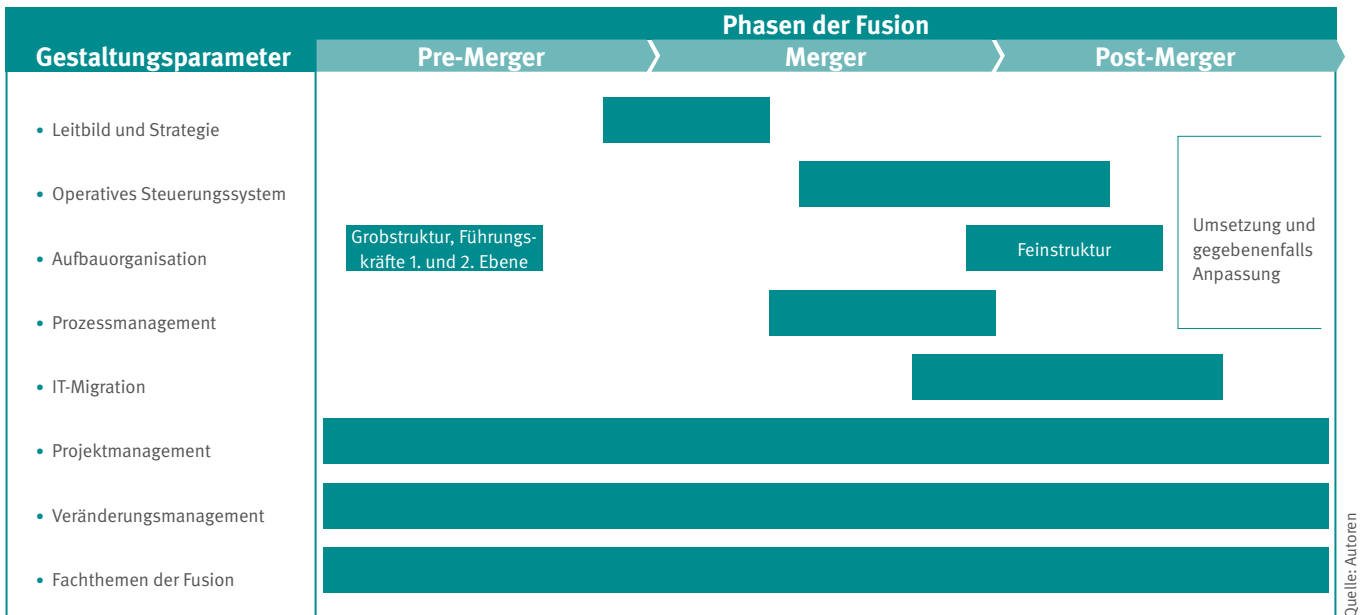 Phasen der Fusion
Gestaltungsparameter
Pre-Merger
Merger
Post-Merger
• Leitbild und Strategie
• Operatives Steuerungssystem
• Aufbauorganisation
Grobstruktur, Führungs-
kräfte 1. und 2. Ebene
Feinstruktur
Umsetzung und
gegebenenfalls
Anpassung
• Prozessmanagement
• IT-Migration
• Projektmanagement
• Veränderungsmanagement
• Fachthemen der Fusion
Quelle: Autoren